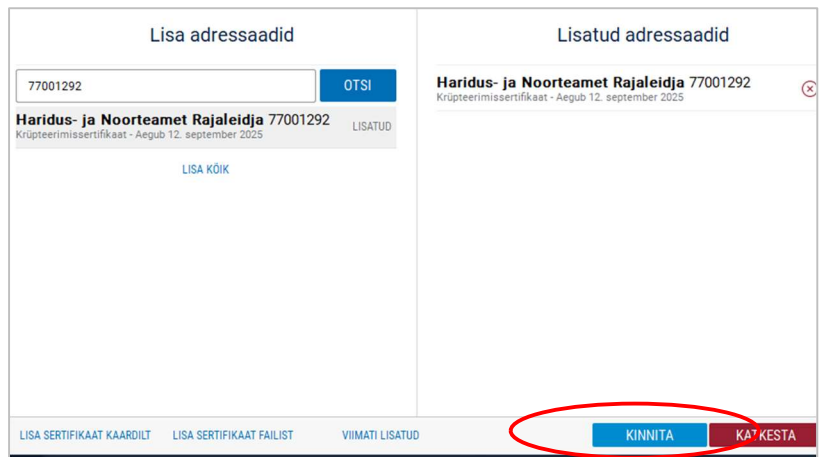 Lisa adressaadid
77001292
OTSI
Haridus- ja Noorteamet Rajaleidja 77001292
LISATUD
Krüpteerimissertifikaat - Aegub 12. september 2025
LISA KÕIK
Lisatud adressaadid
Haridus- ja Noorteamet Rajaleidja 77001292
Krüpteerimissertifikaat - Aegub 12. september 2025
LISA SERTIFIKAAT KAARDILT
LISA SERTIFIKAAT FAILIST
VIIMATI LISATUD
KINNITA
KATKESTA